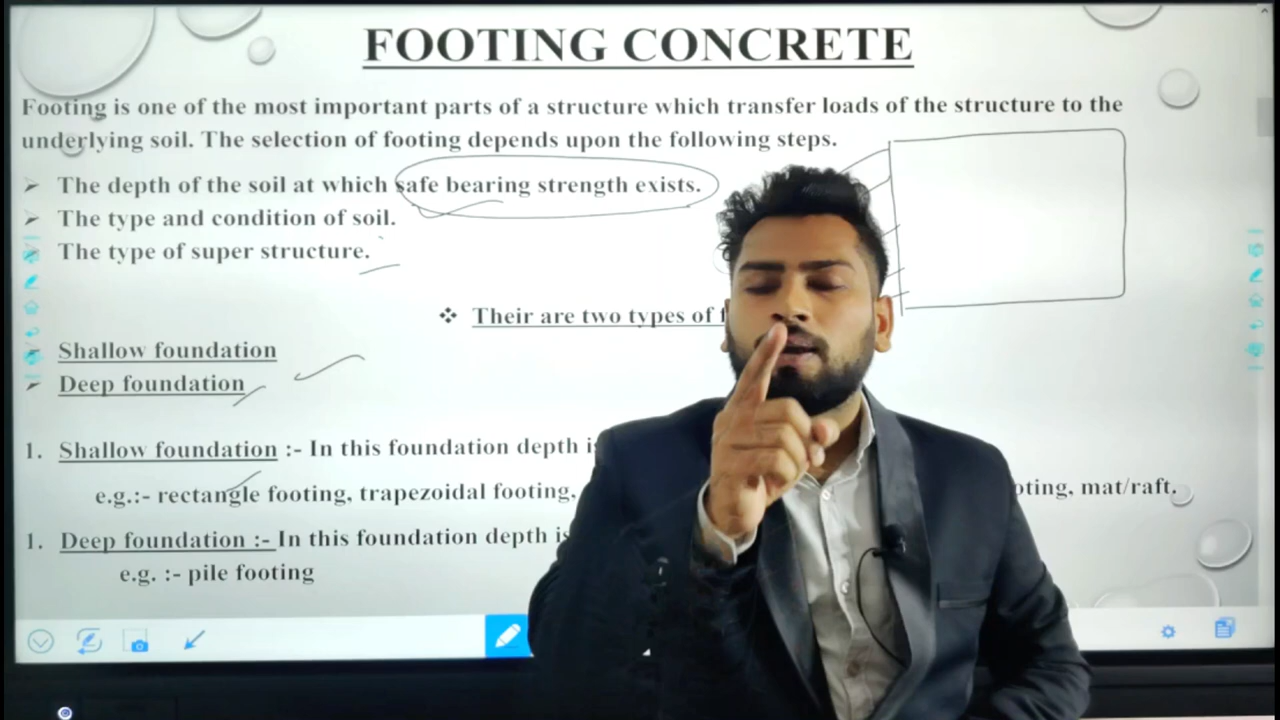 FOOTING CONCRETE
Footing is one of the most important parts of a structure which transfer loads of the structure to the
underlying soil. The selection of footing depends upon the following steps.
➢ The depth of the soil at which safe bearing strength exists.
➢ The type and condition of soil.
➢ The type of super structure.
❖ Their are two types of
➢ Shallow foundation
➢ Deep foundation
1. Shallow foundation :- In this foundation depth
e.g.:- rectangle footing, trapezoidal footing, mat/raft.
1. Deep foundation :- In this foundation depth is
e.g. :- pile footing